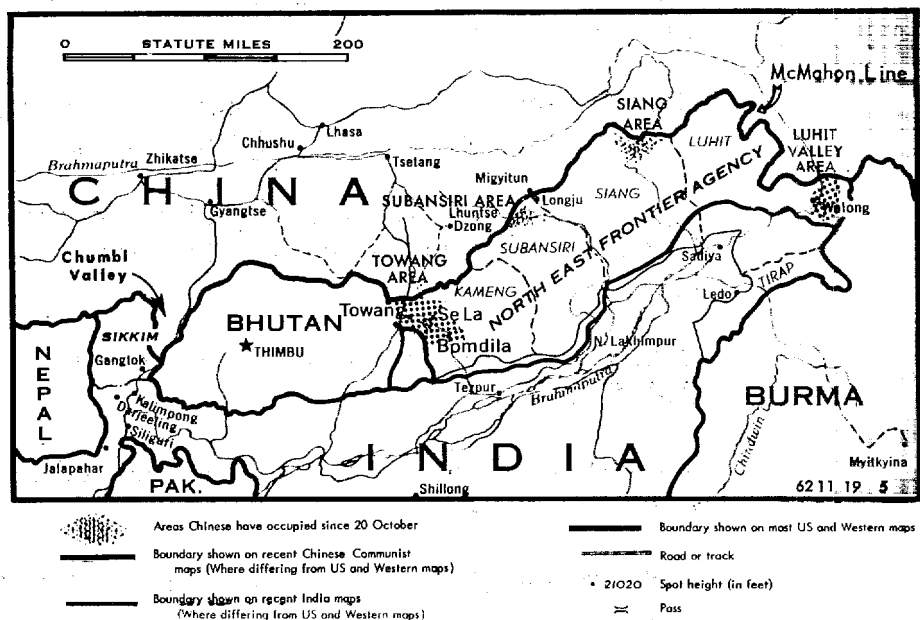 0 STATUTE MILES 200
McMahon Line
SIANG
AREA
LUHIT
VALLEY
AREA
LUHIT
Lhasa
Chhushu
Tsetang
Brahmaputra
Zhikatse
CHINA
Gyangtse
Migyitun
SUBANSIRI AREA
Longju
SIANG
Lhuntse
Dzong
Walong
SUBANSIRI
NORTH EAST FRONTIER AGENCY
Chumbi
Valley
TOWANG
AREA
KAMENG
Sadiya
TIRAP
Ledo
Towang
Se La
BHUTAN
THIMBU
Bomdila
NEPAL
SIKKIM
Gangtok
N. Lakhimpur
Kalimpong
Darjeeling
Siliguri
Tezpur
Brahmaputra
BURMA
INDIA
Chindwin
Jalapahar
PAK.
Shillong
Myitkyina
62 11 19 5
Areas Chinese have occupied since 20 October
Boundary shown on recent Chinese Communist
maps (Where differing from US and Western maps)
Boundary shown on recent India maps
(Where differing from US and Western maps)
Boundary shown on most US and Western maps
Road or track
21020 Spot height (in feet)
Pass